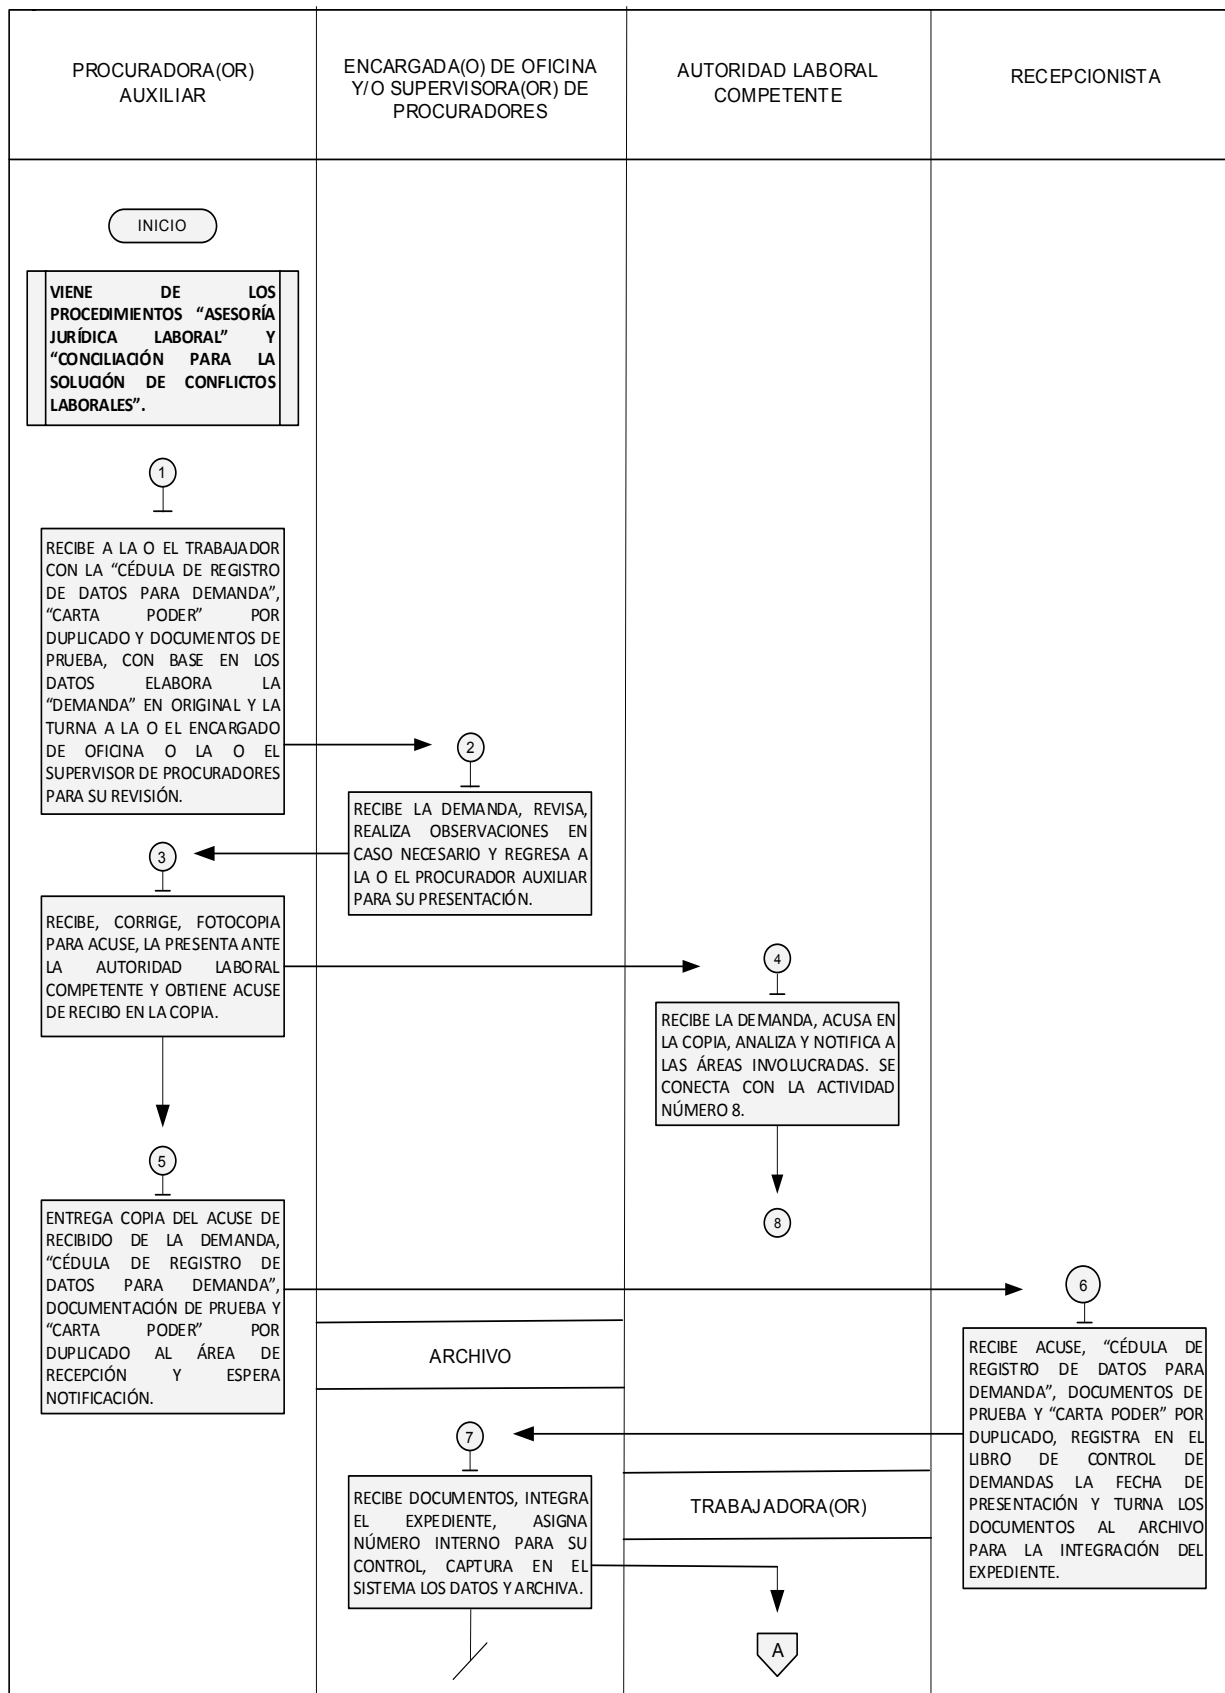 PROCURADORA(OR)
AUXILIAR
ENCARGADA(O) DE OFICINA
Y/O SUPERVISORA(OR) DE
PROCURADORES
AUTORIDAD LABORAL
COMPETENTE
RECEPCIONISTA
INICIO
VIENE DE LOS
PROCEDIMIENTOS “ASESORÍA
JURÍDICA LABORAL” Y
“CONCILIACIÓN PARA LA
SOLUCIÓN DE CONFLICTOS
LABORALES”.
1
RECIBE A LA O EL TRABAJADOR
CON LA “CÉDULA DE REGISTRO
DE DATOS PARA DEMANDA”,
“CARTA PODER” POR
DUPLICADO Y DOCUMENTOS DE
PRUEBA, CON BASE EN LOS
DATOS ELABORA LA
“DEMANDA” EN ORIGINAL Y LA
TURNA A LA O EL ENCARGADO
DE OFICINA O LA O EL
SUPERVISOR DE PROCURADORES
PARA SU REVISIÓN.
2
RECIBE LA DEMANDA, REVISA,
REALIZA OBSERVACIONES EN
CASO NECESARIO Y REGRESA A
LA O EL PROCURADOR AUXILIAR
PARA SU PRESENTACIÓN.
3
RECIBE, CORRIGE, FOTOCOPIA
PARA ACUSE, LA PRESENTA ANTE
LA AUTORIDAD LABORAL
COMPETENTE Y OBTIENE ACUSE
DE RECIBO EN LA COPIA.
4
RECIBE LA DEMANDA, ACUSA EN
LA COPIA, ANALIZA Y NOTIFICA A
LAS ÁREAS INVOLUCRADAS. SE
CONECTA CON LA ACTIVIDAD
NÚMERO 8.
8
5
ENTREGA COPIA DEL ACUSE DE
RECIBIDO DE LA DEMANDA,
“CÉDULA DE REGISTRO DE
DATOS PARA DEMANDA”,
DOCUMENTACIÓN DE PRUEBA Y
“CARTA PODER” POR
DUPLICADO AL ÁREA DE
RECEPCIÓN Y ESPERA
NOTIFICACIÓN.
6
RECIBE ACUSE, “CÉDULA DE
REGISTRO DE DATOS PARA
DEMANDA”, DOCUMENTOS DE
PRUEBA Y “CARTA PODER” POR
DUPLICADO, REGISTRA EN EL
LIBRO DE CONTROL DE
DEMANDAS LA FECHA DE
PRESENTACIÓN Y TURNA LOS
DOCUMENTOS AL ARCHIVO
PARA LA INTEGRACIÓN DEL
EXPEDIENTE.
ARCHIVO
7
RECIBE DOCUMENTOS, INTEGRA
EL EXPEDIENTE, ASIGNA
NÚMERO INTERNO PARA SU
CONTROL, CAPTURA EN EL
SISTEMA LOS DATOS Y ARCHIVA.
TRABAJADORA(OR)
A